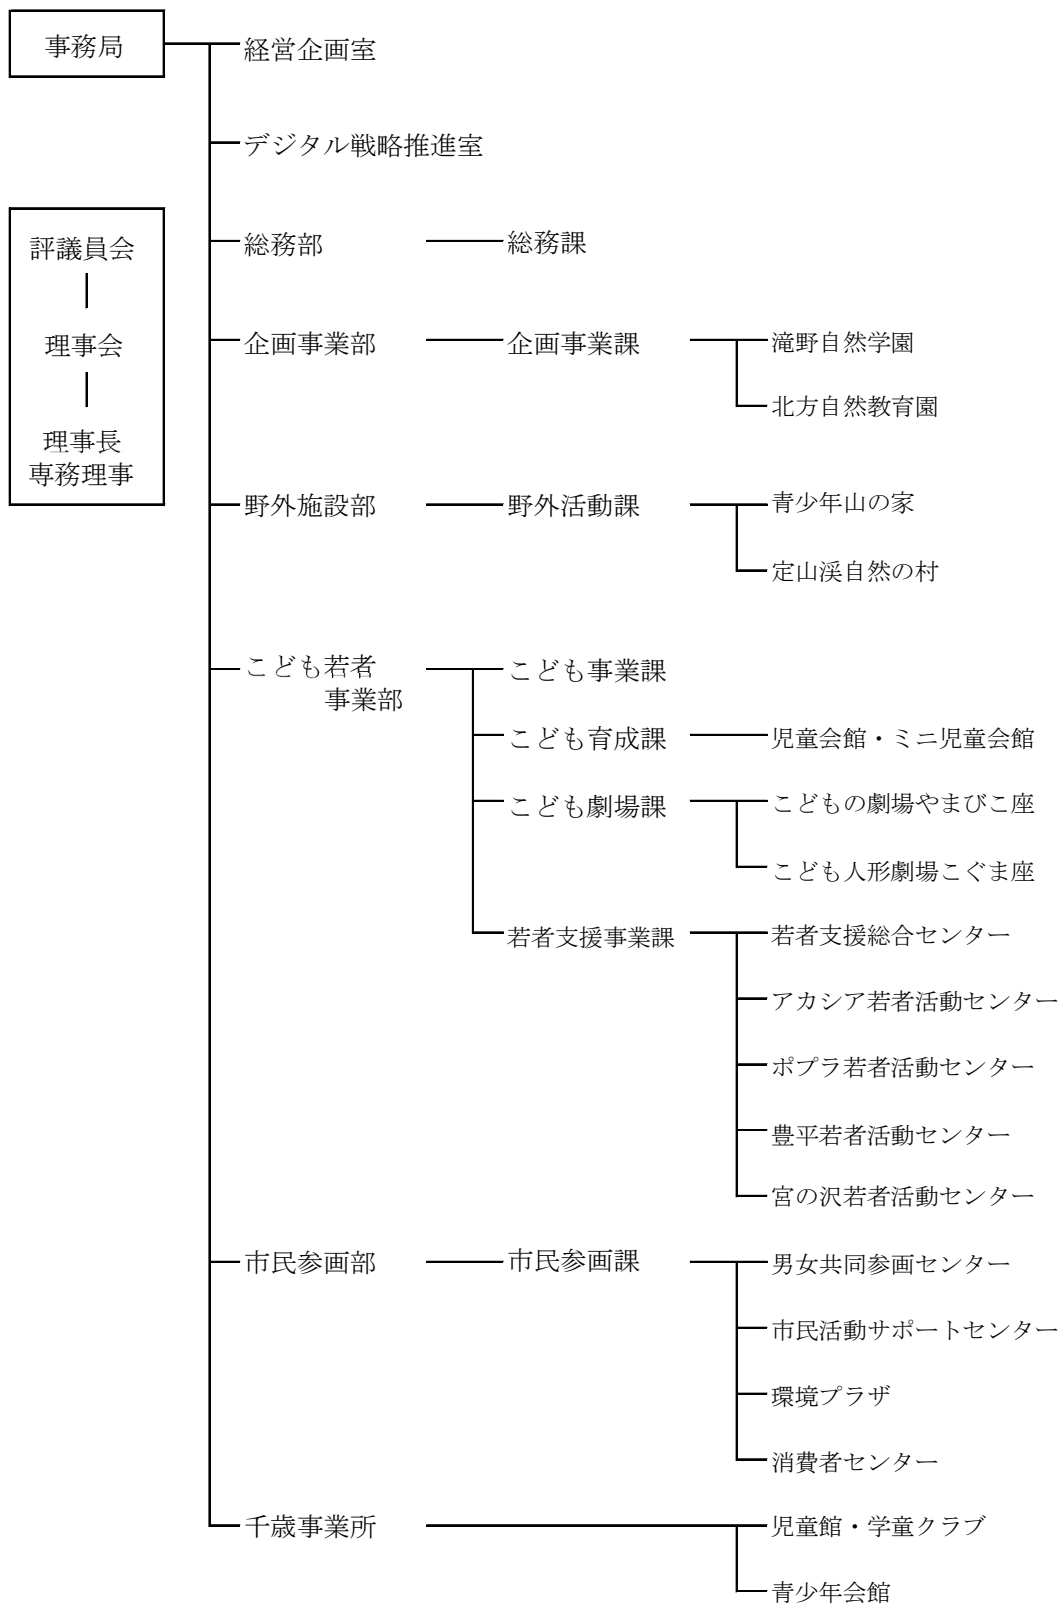 事務局
経営企画室
デジタル戦略推進室
評議員会
理事会
理事長
専務理事
総務部
総務課
企画事業部
企画事業課
滝野自然学園
北方自然教育園
野外施設部
野外活動課
青少年山の家
定山渓自然の村
こども若者
事業部
こども事業課
こども育成課
児童会館・ミニ児童会館
こども劇場課
こどもの劇場やまびこ座
こども人形劇場こぐま座
若者支援事業課
若者支援総合センター
アカシア若者活動センター
ポプラ若者活動センター
豊平若者活動センター
宮の沢若者活動センター
市民参画部
市民参画課
男女共同参画センター
市民活動サポートセンター
環境プラザ
消費者センター
千歳事業所
児童館・学童クラブ
青少年会館